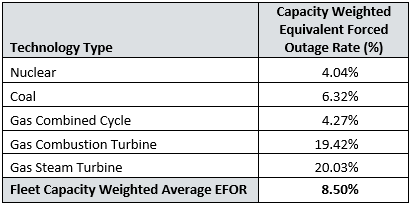 Technology Type
Capacity Weighted
Equivalent Forced
Outage Rate (%)
Nuclear 4.04%
Coal 6.32%
Gas Combined Cycle 4.27%
Gas Combustion Turbine 19.42%
Gas Steam Turbine 20.03%
Fleet Capacity Weighted Average EFOR 8.50%